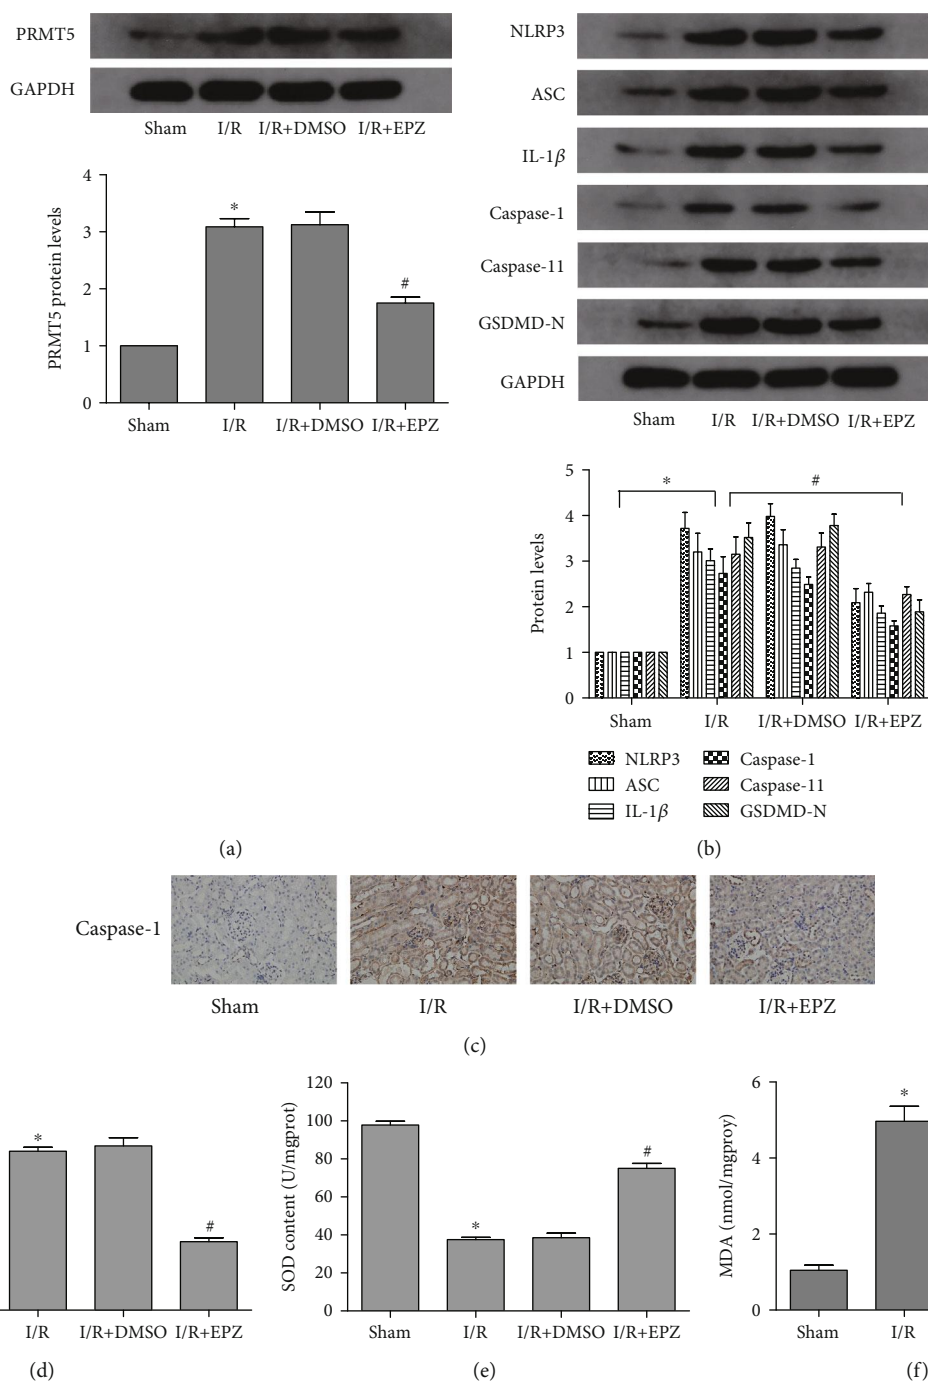 PRMT5
GAPDH
Sham I/R I/R+DMSO I/R+EPZ
4
3
2
1
0
PRMT5 protein levels
*
#
Sham I/R I/R+DMSO I/R+EPZ
(a)
NLRP3
ASC
IL-1β
Caspase-1
Caspase-11
GSDMD-N
GAPDH
Sham I/R I/R+DMSO I/R+EPZ
5
4
3
2
1
0
Protein levels
* #
Sham I/R I/R+DMSO I/R+EPZ
NLRP3 Caspase-1
ASC Caspase-11
IL-1β GSDMD-N
(b)
Caspase-1
Sham I/R I/R+DMSO I/R+EPZ
(c)
*
#
I/R I/R+DMSO I/R+EPZ
(d)
120
100
80
60
40
20
0
SOD content (U/mgprot)
*
#
Sham I/R I/R+DMSO I/R+EPZ
(e)
6
4
2
0
MDA (nmol/mgproy)
*
Sham I/R
(f)